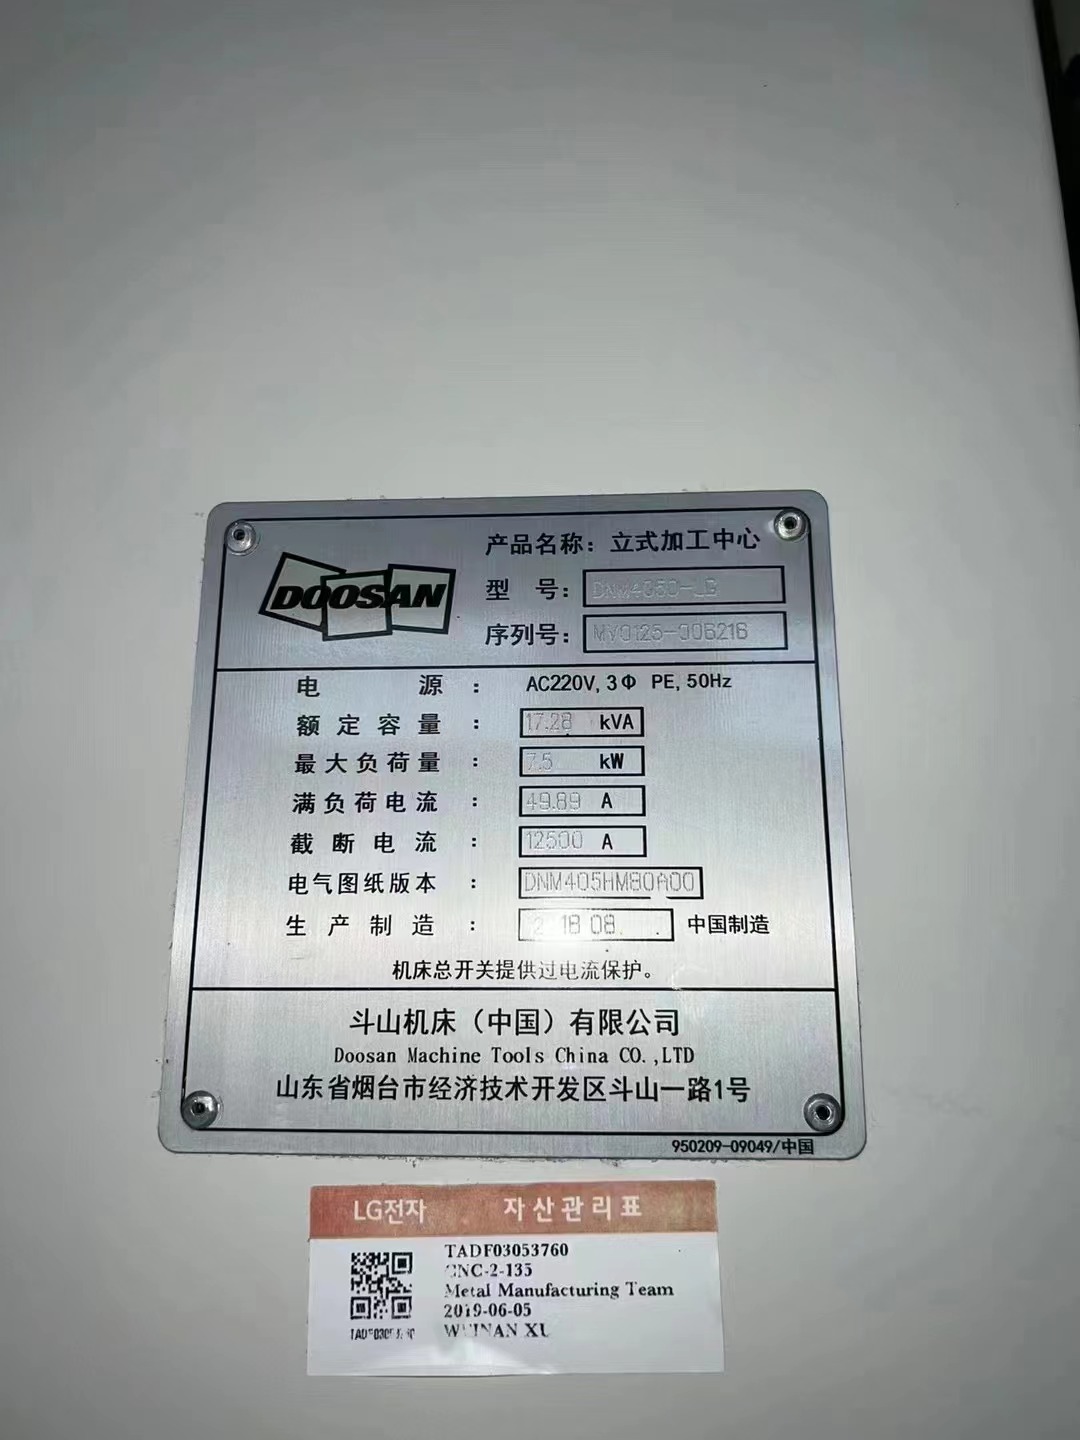 DOOSAN
产品名称：立式加工中心
型 号：DNM4050-LG
序列号：MV0125-006216
电 源：AC220V, 3Φ PE, 50Hz
额定容量：17.28 kVA
最大负荷量：7.5 kW
满负荷电流：49.89 A
截断电流：12500 A
电气图纸版本：DNM405HM80A00
生产制造：18 08. 中国制造
机床总开关提供过电流保护。
斗山机床（中国）有限公司
Doosan Machine Tools China CO.,LTD
山东省烟台市经济技术开发区斗山一路1号
950209-09049/中国
LG전자 자산관리표
TADF03053760
CNC-2-135
Metal Manufacturing Team
2019-06-05
XU